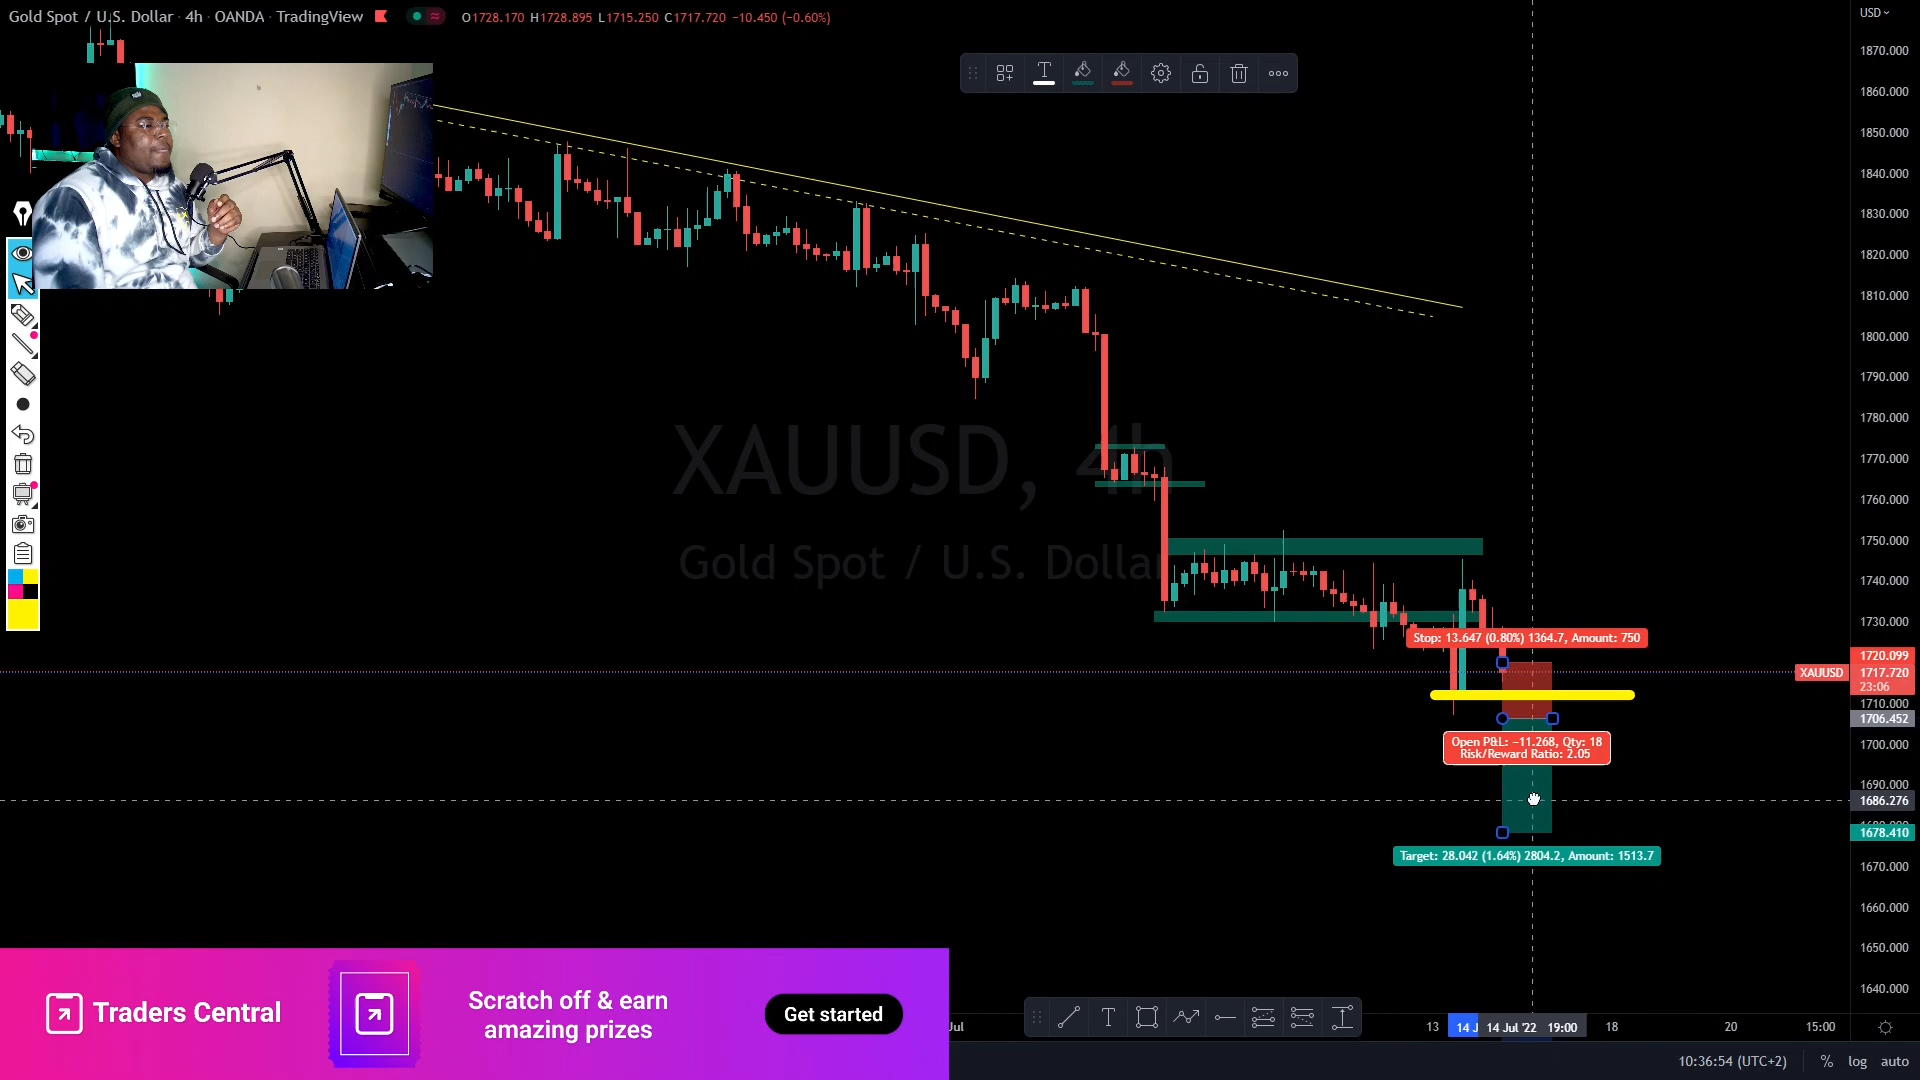 Gold Spot / U.S. Dollar · 4h · OANDA · TradingView
O1728.170 H1728.895 L1715.250 C1717.720 −10.450 (−0.60%)
USD
1870.000
1860.000
1850.000
1840.000
1830.000
1820.000
1810.000
1800.000
1790.000
1780.000
1770.000
1760.000
1750.000
1740.000
1730.000
1720.099
XAUUSD
1717.720
23:06
1710.000
1706.452
1700.000
1690.000
1686.276
1678.410
1670.000
1660.000
1650.000
1640.000
XAUUSD, 4h
Gold Spot / U.S. Dollar
Stop: 13.647 (0.80%) 1364.7, Amount: 750
Open P&L: −11.268, Qty: 18
Risk/Reward Ratio: 2.05
Target: 28.042 (1.64%) 2804.2, Amount: 1513.7
Traders Central
Scratch off & earn
amazing prizes
Get started
Jul
13
14 J
14 Jul '22 19:00
18
20
15:00
10:36:54 (UTC+2)
%
log
auto